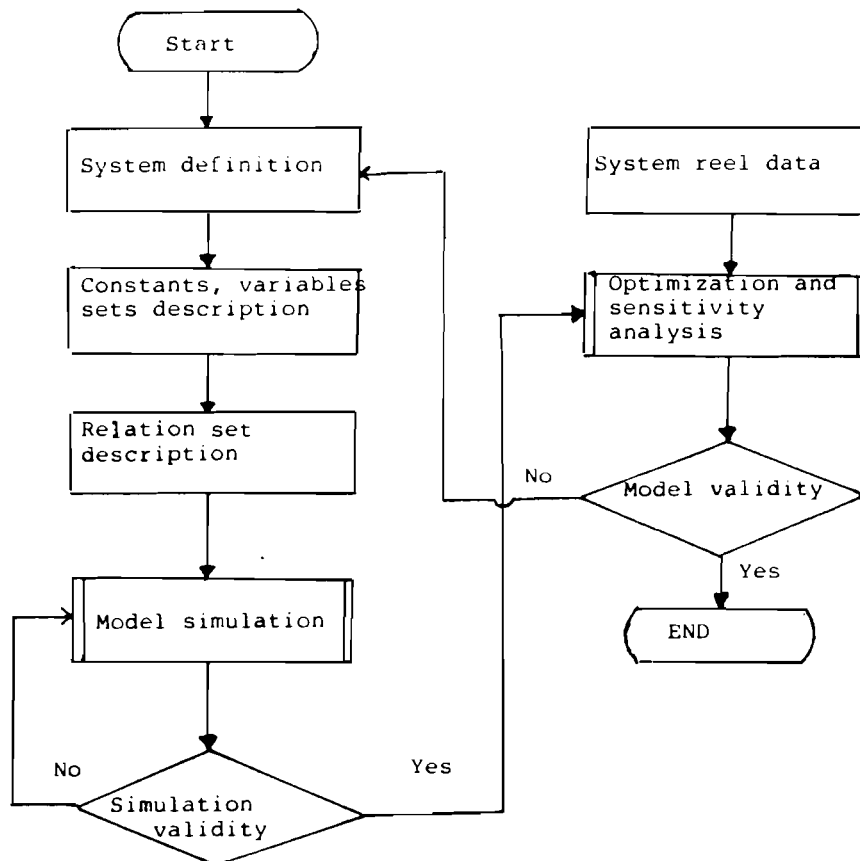 Start
System definition
Constants, variables
sets description
Relation set
description
Model simulation
No
Yes
Simulation
validity
System reel data
Optimization and
sensitivity
analysis
No
Model validity
Yes
END